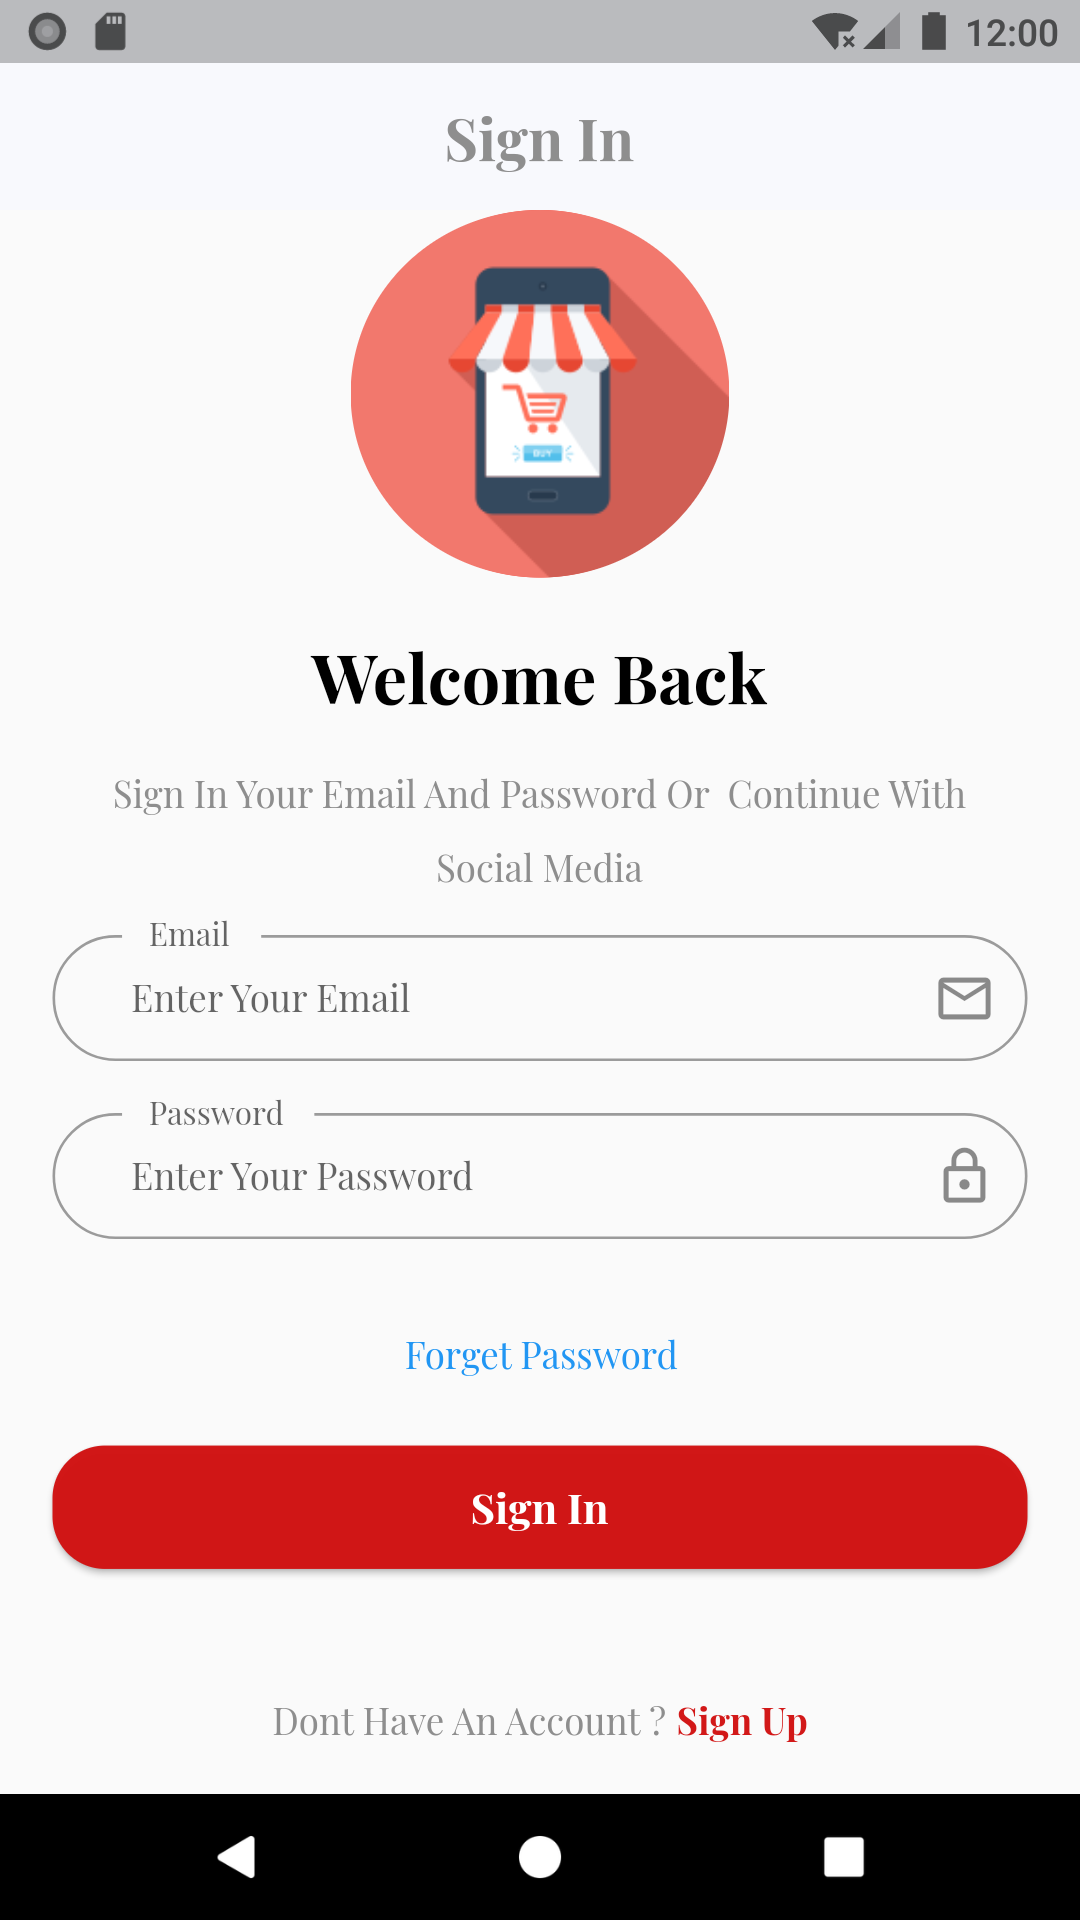 12:00
Sign In
BUY
Welcome Back
Sign In Your Email And Password Or  Continue With
Social Media
Email
Enter Your Email
Password
Enter Your Password
Forget Password
Sign In
Dont Have An Account ? Sign Up